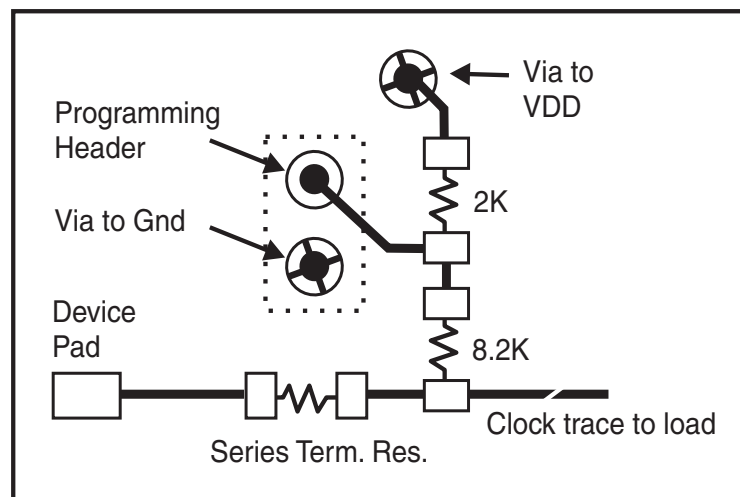 Via to
VDD
Programming
Header
2K
Via to Gnd
Device
Pad
8.2K
Clock trace to load
Series Term. Res.